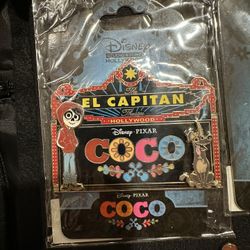 Disney
HOLLYWOOD
EL CAPITAN
HOLLYWOOD
Disney • PIXAR
COCO
Disney • PIXAR
COCO